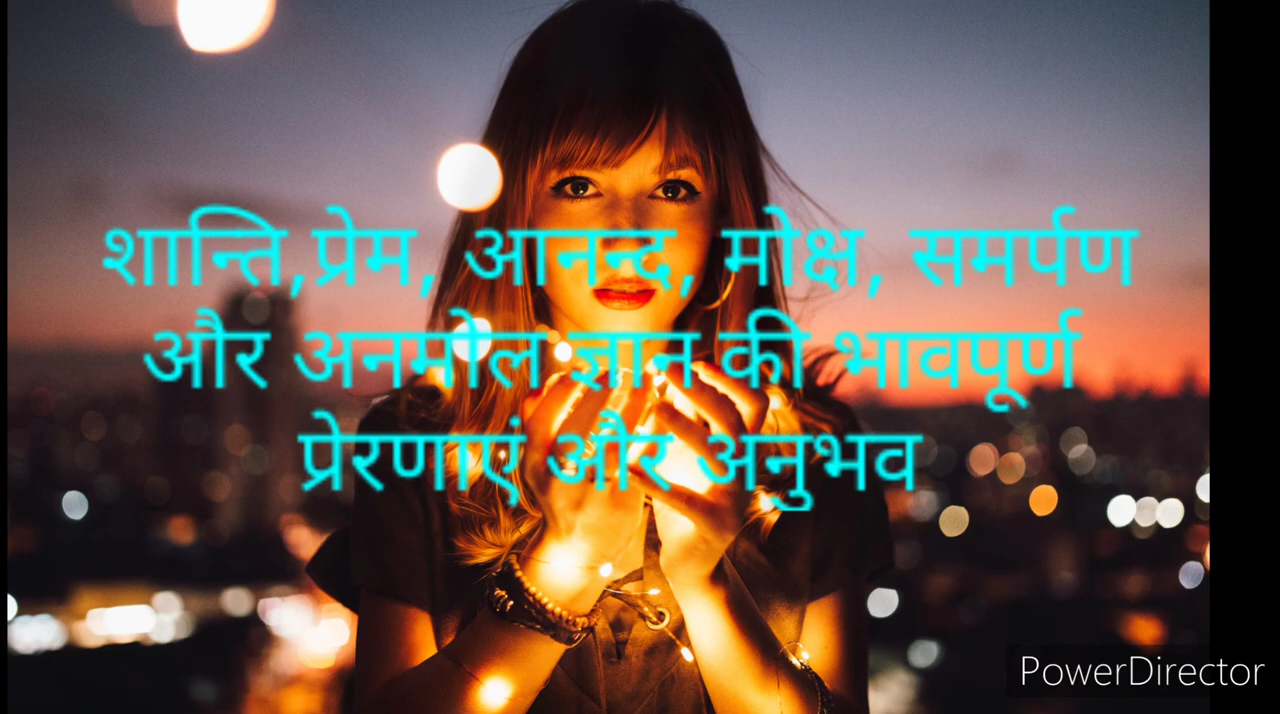 शान्ति,प्रेम, आनन्द, मोक्ष, समर्पण
और अनमोल ज्ञान की भावपूर्ण
प्रेरणाएं और अनुभव
PowerDirector